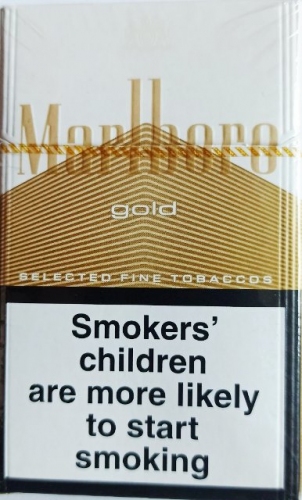 Marlboro
gold
SELECTED FINE TOBACCOS
Smokers’
children
are more likely
to start
smoking